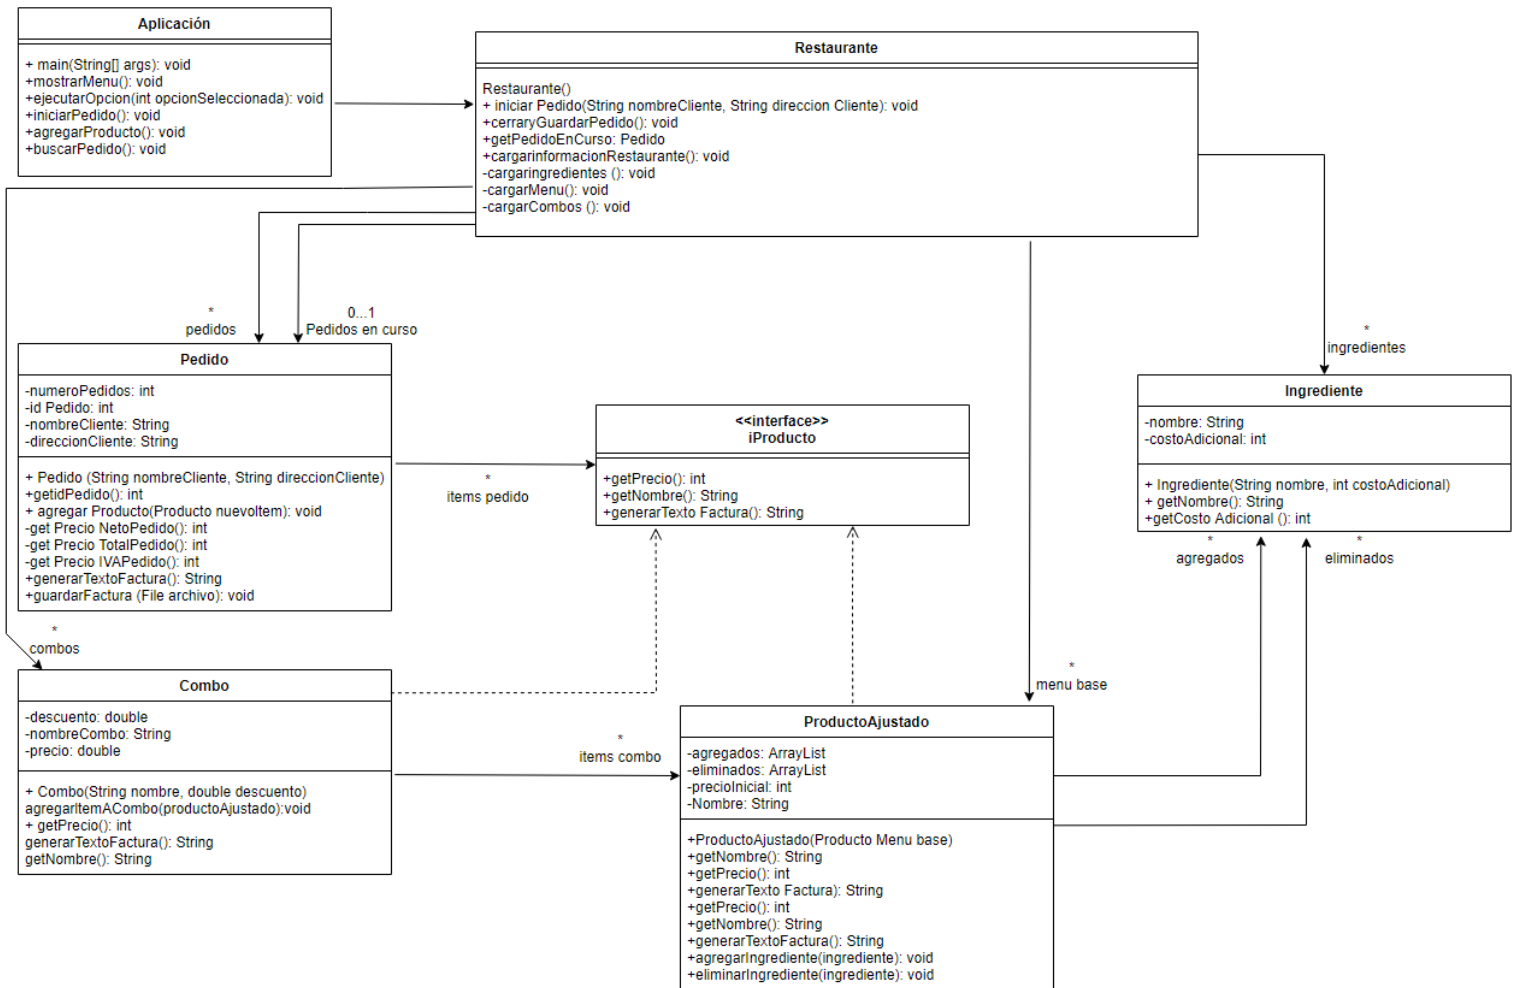 Aplicación
+ main(String[] args): void
+mostrarMenu(): void
+ejecutarOpcion(int opcionSeleccionada): void
+iniciarPedido(): void
+agregarProducto(): void
+buscarPedido(): void
Restaurante
Restaurante()
+ iniciar Pedido(String nombreCliente, String direccion Cliente): void
+cerraryGuardarPedido(): void
+getPedidoEnCurso: Pedido
+cargarinformacionRestaurante(): void
-cargaringredientes (): void
-cargarMenu(): void
-cargarCombos (): void
*
pedidos
0...1
Pedidos en curso
*
ingredientes
Pedido
-numeroPedidos: int
-id Pedido: int
-nombreCliente: String
-direccionCliente: String
+ Pedido (String nombreCliente, String direccionCliente)
+getidPedido(): int
+ agregar Producto(Producto nuevoItem): void
-get Precio NetoPedido(): int
-get Precio TotalPedido(): int
-get Precio IVAPedido(): int
+generarTextoFactura(): String
+guardarFactura (File archivo): void
*
items pedido
<<interface>>
iProducto
+getPrecio(): int
+getNombre(): String
+generarTexto Factura(): String
Ingrediente
-nombre: String
-costoAdicional: int
+ Ingrediente(String nombre, int costoAdicional)
+ getNombre(): String
+getCosto Adicional (): int
*
agregados
*
eliminados
*
combos
*
menu base
Combo
-descuento: double
-nombreCombo: String
-precio: double
+ Combo(String nombre, double descuento)
agregarItemACombo(productoAjustado):void
+ getPrecio(): int
generarTextoFactura(): String
getNombre(): String
*
items combo
ProductoAjustado
-agregados: ArrayList
-eliminados: ArrayList
-precioInicial: int
-Nombre: String
+ProductoAjustado(Producto Menu base)
+getNombre(): String
+getPrecio(): int
+generarTexto Factura): String
+getPrecio(): int
+getNombre(): String
+generarTextoFactura(): String
+agregarIngrediente(ingrediente): void
+eliminarIngrediente(ingrediente): void